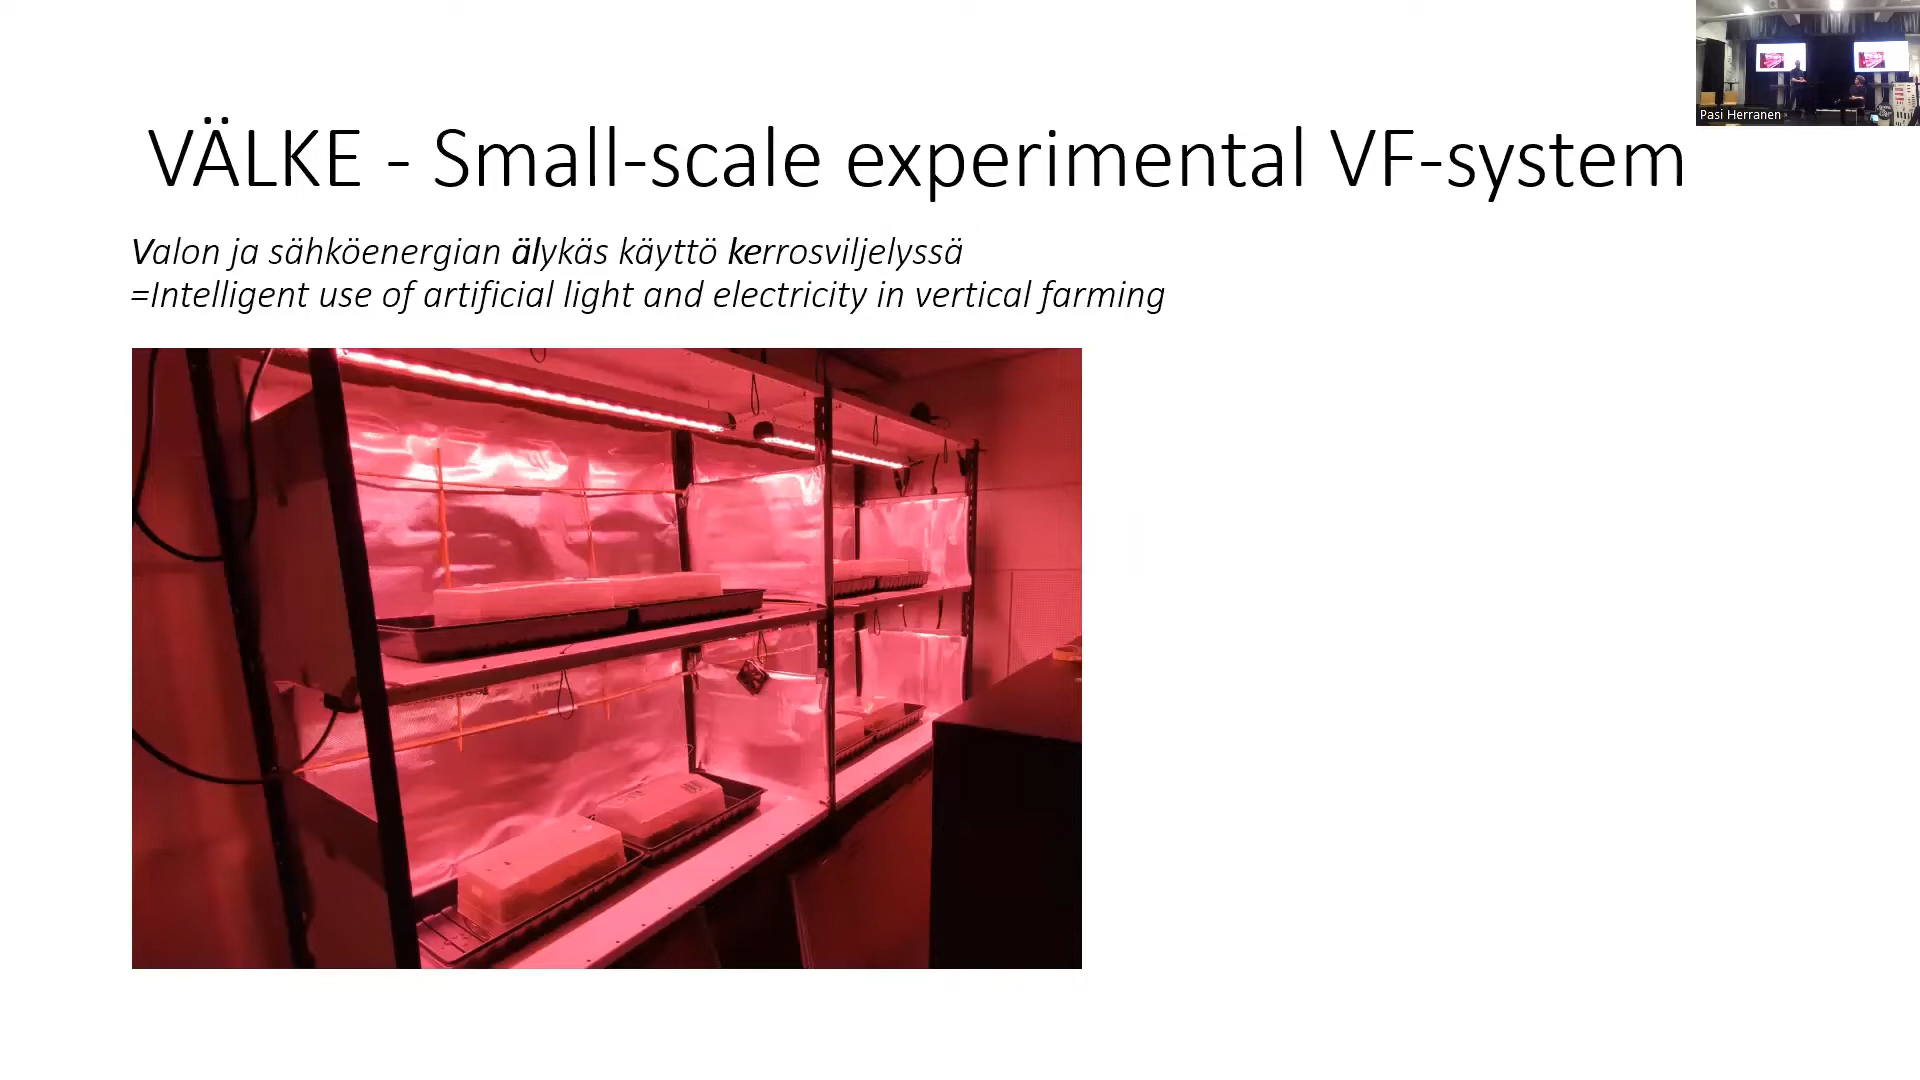 VÄLKE - Small-scale experimental VF-system
Valon ja sähköenergian älykäs käyttö kerrosviljelyssä
=Intelligent use of artificial light and electricity in vertical farming
Pasi Herranen